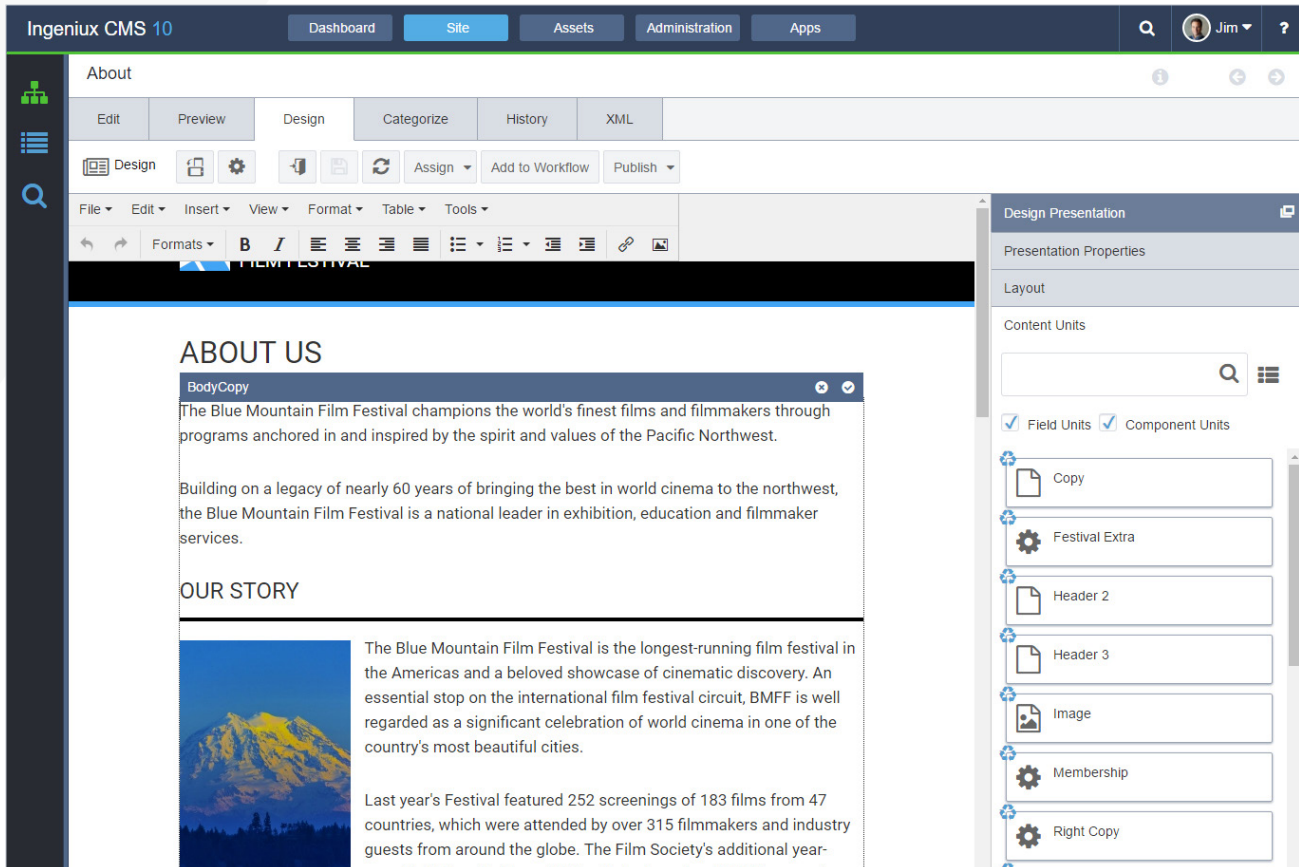 Ingeniux CMS 10
Dashboard
Site
Assets
Administration
Apps
Jim
?
About
Edit
Preview
Design
Categorize
History
XML
Design
Assign
Add to Workflow
Publish
File
Edit
Insert
View
Format
Table
Tools
Formats
B
I
FILM FESTIVAL
ABOUT US
BodyCopy
The Blue Mountain Film Festival champions the world's finest films and filmmakers through
programs anchored in and inspired by the spirit and values of the Pacific Northwest.
Building on a legacy of nearly 60 years of bringing the best in world cinema to the northwest,
the Blue Mountain Film Festival is a national leader in exhibition, education and filmmaker
services.
OUR STORY
The Blue Mountain Film Festival is the longest-running film festival in
the Americas and a beloved showcase of cinematic discovery. An
essential stop on the international film festival circuit, BMFF is well
regarded as a significant celebration of world cinema in one of the
country's most beautiful cities.
Last year's Festival featured 252 screenings of 183 films from 47
countries, which were attended by over 315 filmmakers and industry
guests from around the globe. The Film Society's additional year-
Design Presentation
Presentation Properties
Layout
Content Units
Field Units
Component Units
Copy
Festival Extra
Header 2
Header 3
Image
Membership
Right Copy